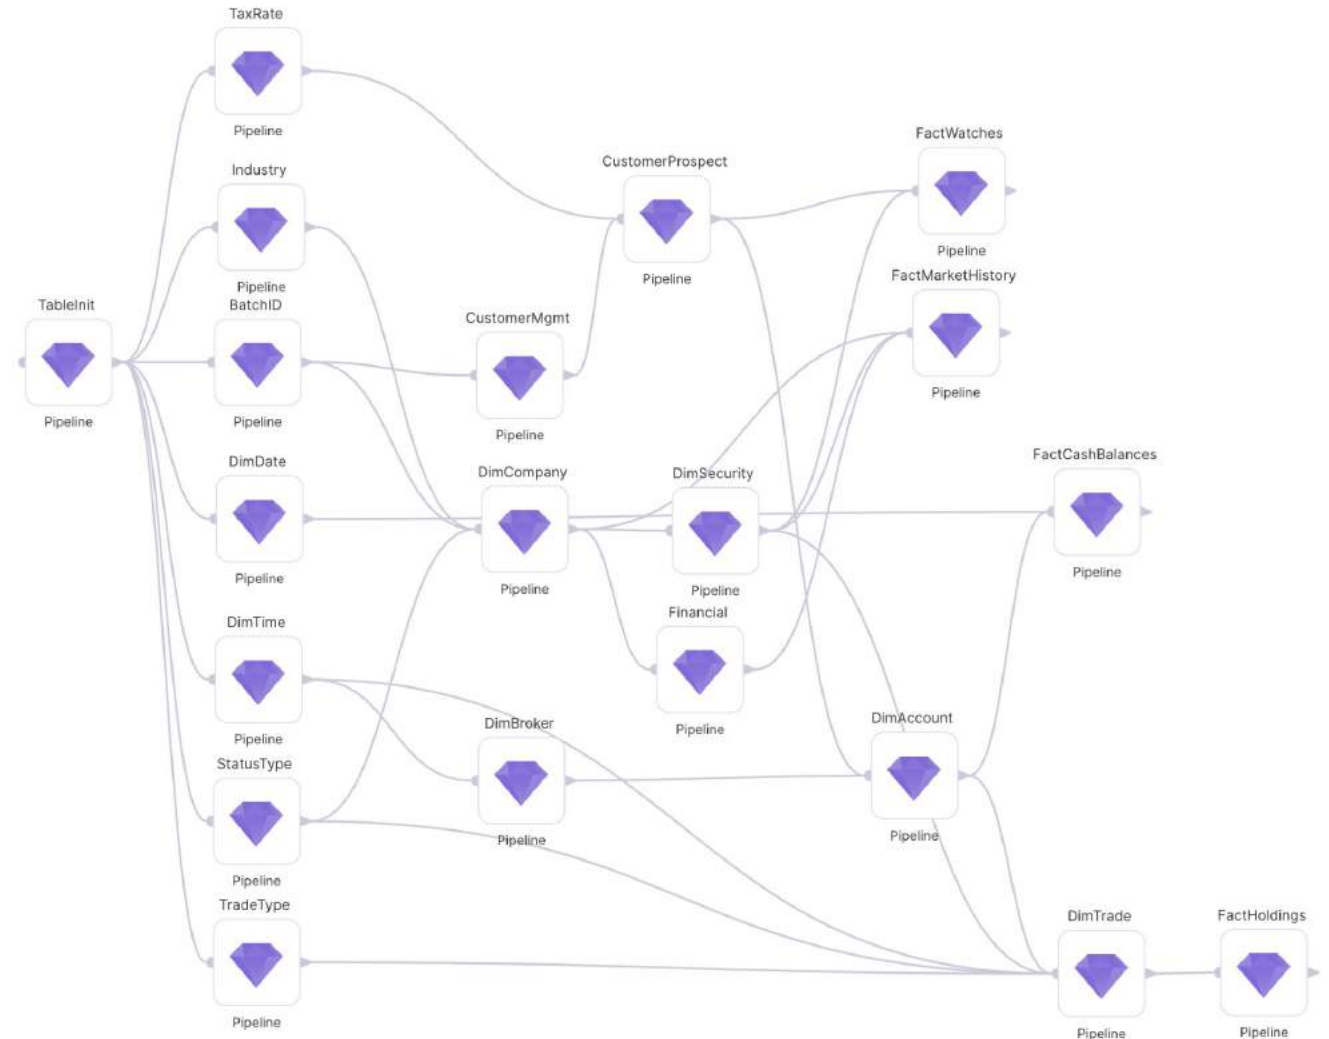 TaxRate
Pipeline
Industry
Pipeline
TableInit
Pipeline
BatchID
Pipeline
DimDate
Pipeline
DimTime
Pipeline
StatusType
Pipeline
TradeType
Pipeline
CustomerMgmt
Pipeline
DimCompany
Pipeline
DimBroker
Pipeline
CustomerProspect
Pipeline
DimSecurity
Pipeline
Financial
Pipeline
FactWatches
Pipeline
FactMarketHistory
Pipeline
DimAccount
Pipeline
FactCashBalances
Pipeline
DimTrade
Pipeline
FactHoldings
Pipeline